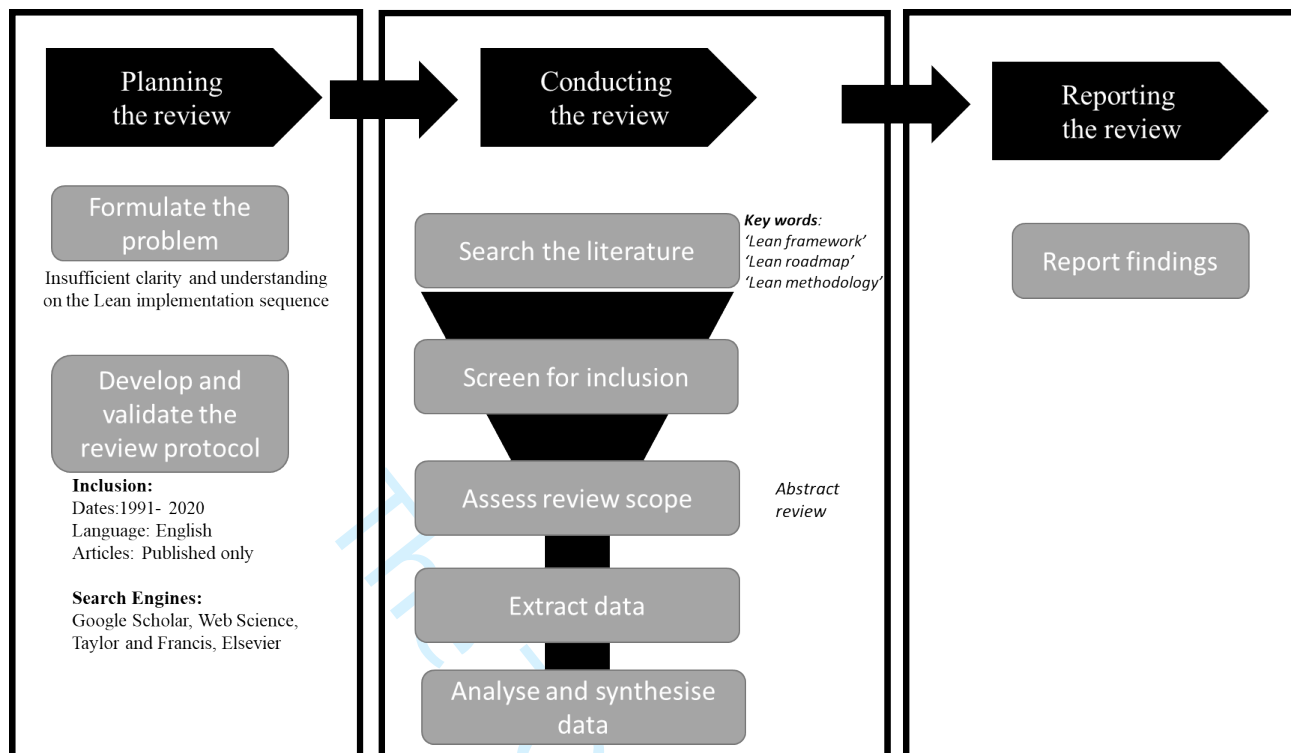 Planning
the review
Formulate the
problem
Insufficient clarity and understanding
on the Lean implementation sequence
Develop and
validate the
review protocol
Inclusion:
Dates:1991- 2020
Language: English
Articles: Published only
Search Engines:
Google Scholar, Web Science,
Taylor and Francis, Elsevier
Conducting
the review
Search the literature
Key words:
‘Lean framework’
‘Lean roadmap’
‘Lean methodology’
Screen for inclusion
Assess review scope
Abstract
review
Extract data
Analyse and synthesise
data
Reporting
the review
Report findings